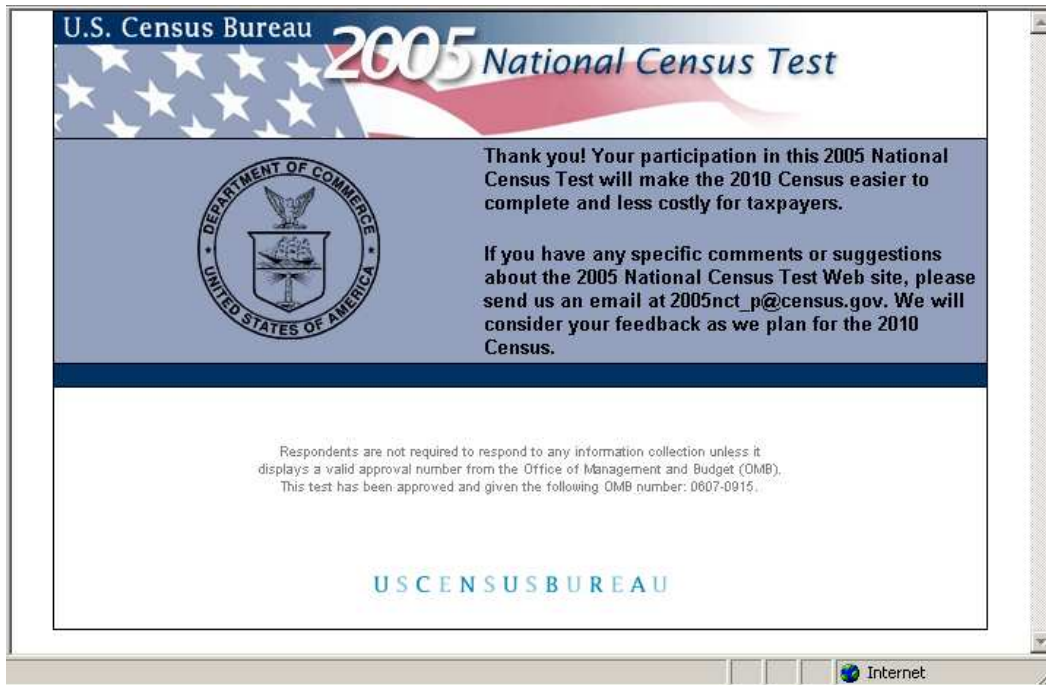 U.S. Census Bureau
2005 National Census Test
DEPARTMENT OF COMMERCE
UNITED STATES OF AMERICA
Thank you! Your participation in this 2005 National
Census Test will make the 2010 Census easier to
complete and less costly for taxpayers.
If you have any specific comments or suggestions
about the 2005 National Census Test Web site, please
send us an email at 2005nct_p@census.gov. We will
consider your feedback as we plan for the 2010
Census.
Respondents are not required to respond to any information collection unless it
displays a valid approval number from the Office of Management and Budget (OMB).
This test has been approved and given the following OMB number: 0607-0915.
USCENSUSBUREAU
Internet